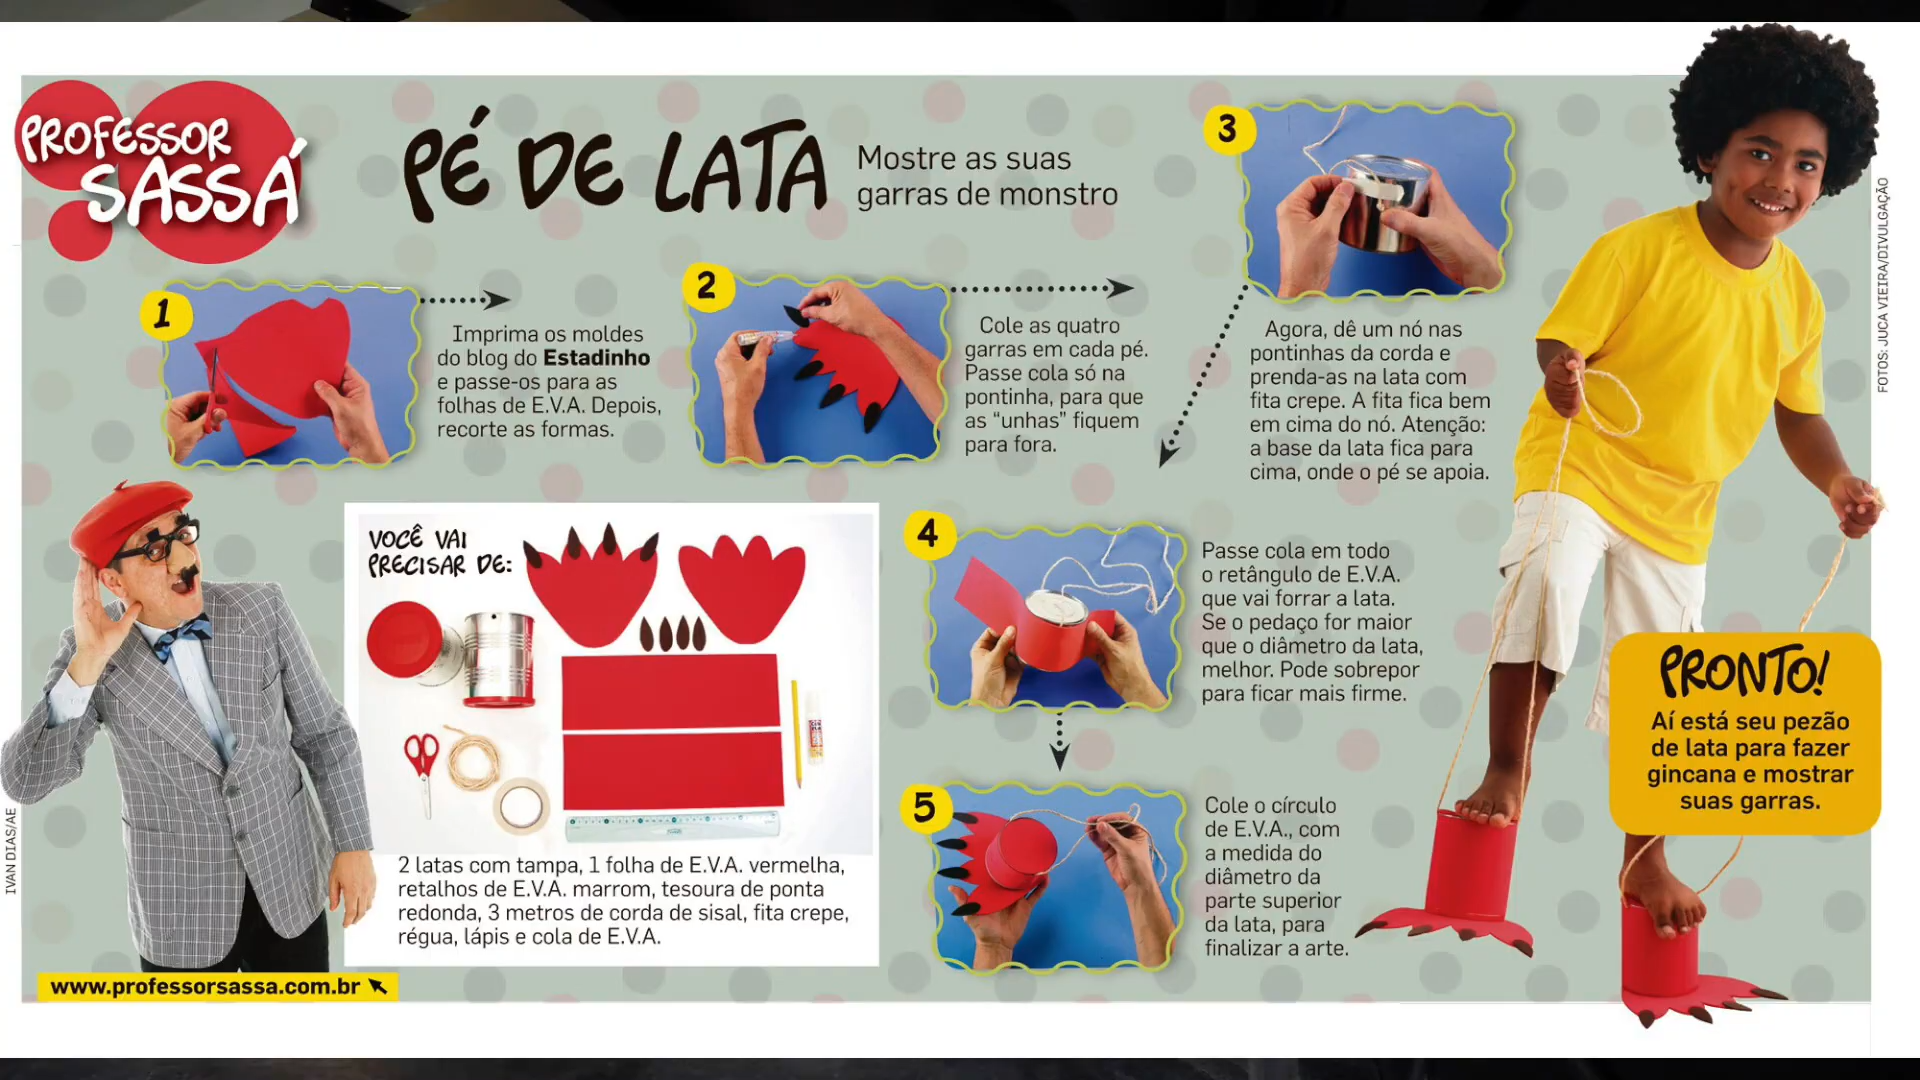 PROFESSOR
SASSÁ
PÉ DE LATA
Mostre as suas
garras de monstro
1
Imprima os moldes
do blog do Estadinho
e passe-os para as
folhas de E.V.A. Depois,
recorte as formas.
2
Cole as quatro
garras em cada pé.
Passe cola só na
pontinha, para que
as “unhas” fiquem
para fora.
3
Agora, dê um nó nas
pontinhas da corda e
prenda-as na lata com
fita crepe. A fita fica bem
em cima do nó. Atenção:
a base da lata fica para
cima, onde o pé se apoia.
VOCÊ VAI
PRECISAR DE:
2 latas com tampa, 1 folha de E.V.A. vermelha,
retalhos de E.V.A. marrom, tesoura de ponta
redonda, 3 metros de corda de sisal, fita crepe,
régua, lápis e cola de E.V.A.
4
Passe cola em todo
o retângulo de E.V.A.
que vai forrar a lata.
Se o pedaço for maior
que o diâmetro da lata,
melhor. Pode sobrepor
para ficar mais firme.
5
Cole o círculo
de E.V.A., com
a medida do
diâmetro da
parte superior
da lata, para
finalizar a arte.
PRONTO!
Aí está seu pezão
de lata para fazer
gincana e mostrar
suas garras.
www.professorsassa.com.br
IVAN DIAS/AE
FOTOS: JUCA VIEIRA/DIVULGAÇÃO